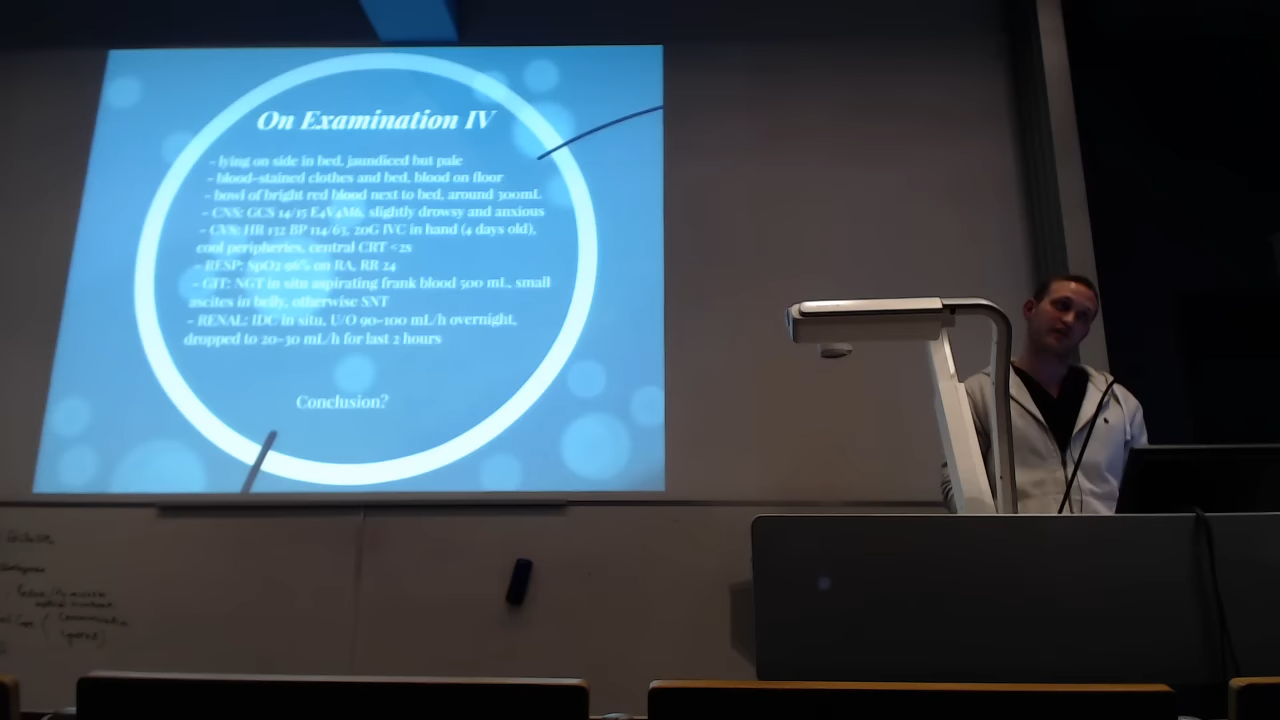 On Examination IV
- lying on side in bed, jaundiced but pale
- blood-stained clothes and bed, blood on floor
- bowl of bright red blood next to bed, around 300mL
- CNS: GCS 14/15 E4V4M6, slightly drowsy and anxious
- CVS: HR 132 BP 114/63, 20G IVC in hand (4 days old),
cool peripheries, central CRT <2s
- RESP: SpO2 96% on RA, RR 24
- GIT: NGT in situ aspirating frank blood 500 mL, small
ascites in belly, otherwise SNT
- RENAL: IDC in situ, U/O 90-100 mL/h overnight,
dropped to 20-30 mL/h for last 2 hours
Conclusion?